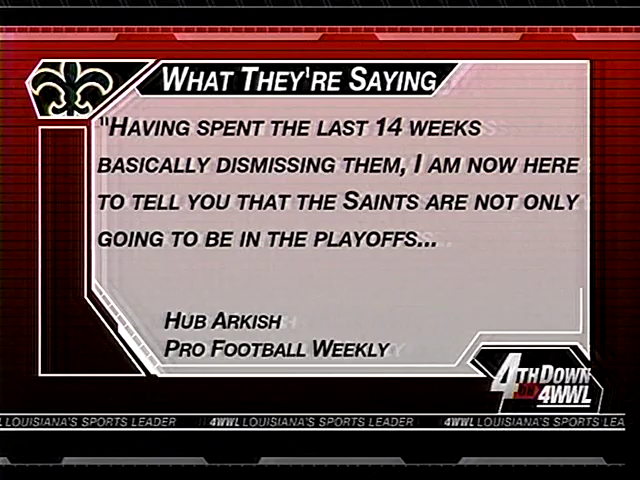 WHAT THEY'RE SAYING
"HAVING SPENT THE LAST 14 WEEKS
BASICALLY DISMISSING THEM, I AM NOW HERE
TO TELL YOU THAT THE SAINTS ARE NOT ONLY
GOING TO BE IN THE PLAYOFFS...
HUB ARKISH
PRO FOOTBALL WEEKLY
4TH DOWN
ON 4WWL
L LOUISIANA'S SPORTS LEADER 4WWL LOUISIANA'S SPORTS LEADER 4WWL LOUISIANA'S SPORTS LEA